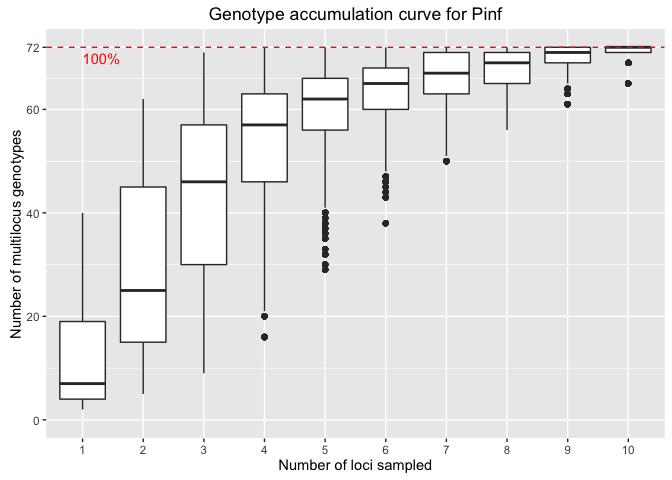 Genotype accumulation curve for Pinf
Number of multilocus genotypes
72
60
40
20
0
100%
1 2 3 4 5 6 7 8 9 10
Number of loci sampled